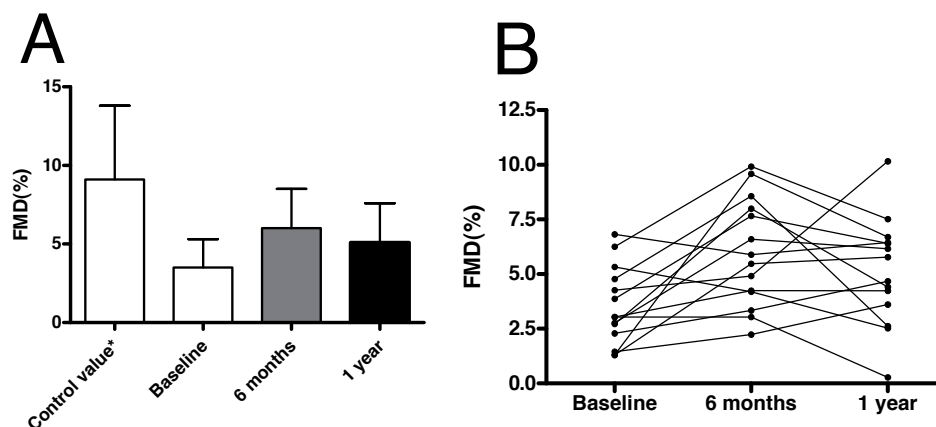 A
15
10
5
0
FMD(%)
Control value*
Baseline
6 months
1 year
B
12.5
10.0
7.5
5.0
2.5
0.0
FMD(%)
Baseline 6 months 1 year